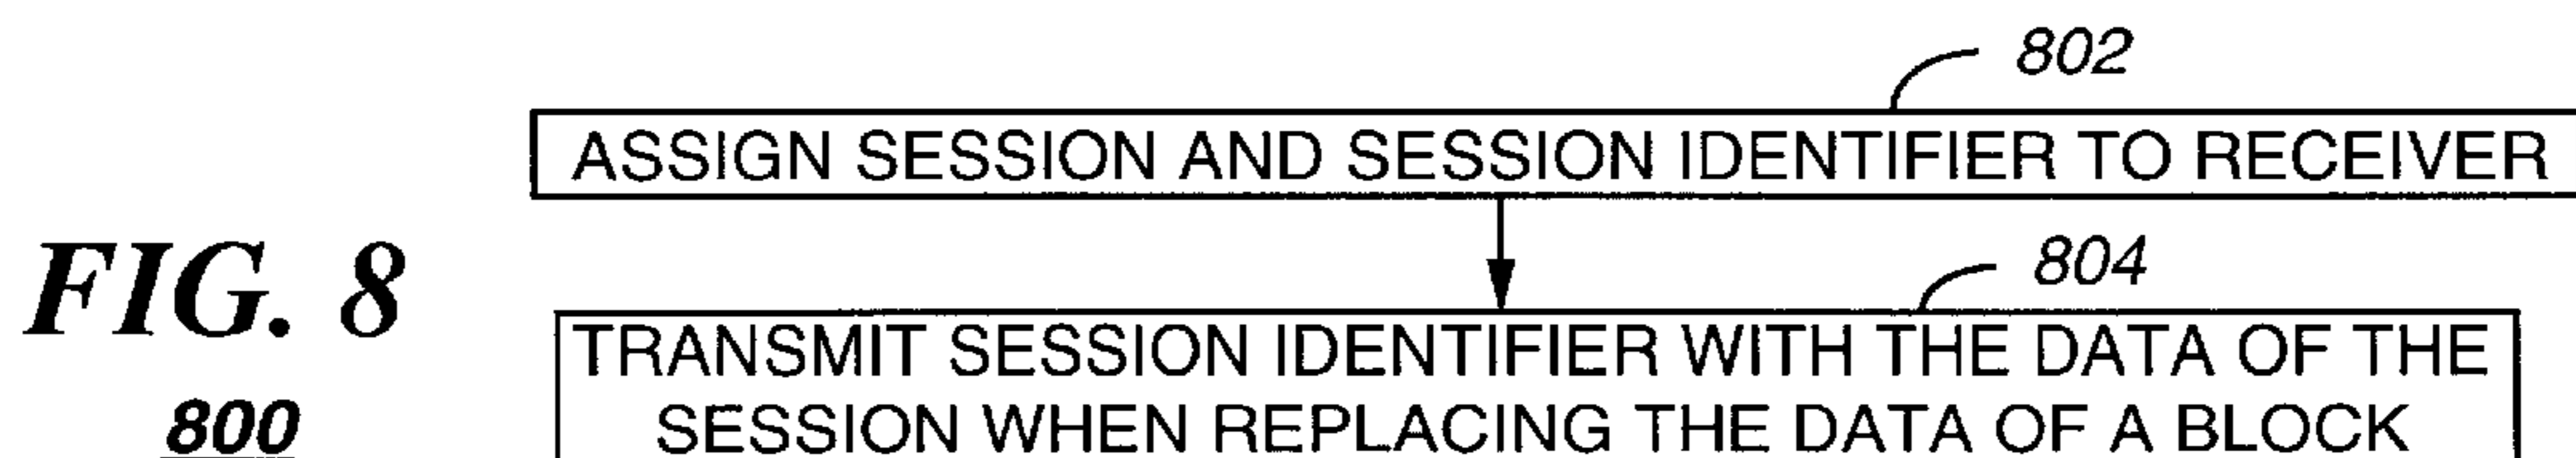 802
ASSIGN SESSION AND SESSION IDENTIFIER TO RECEIVER
FIG. 8
804
TRANSMIT SESSION IDENTIFIER WITH THE DATA OF THE
SESSION WHEN REPLACING THE DATA OF A BLOCK
800